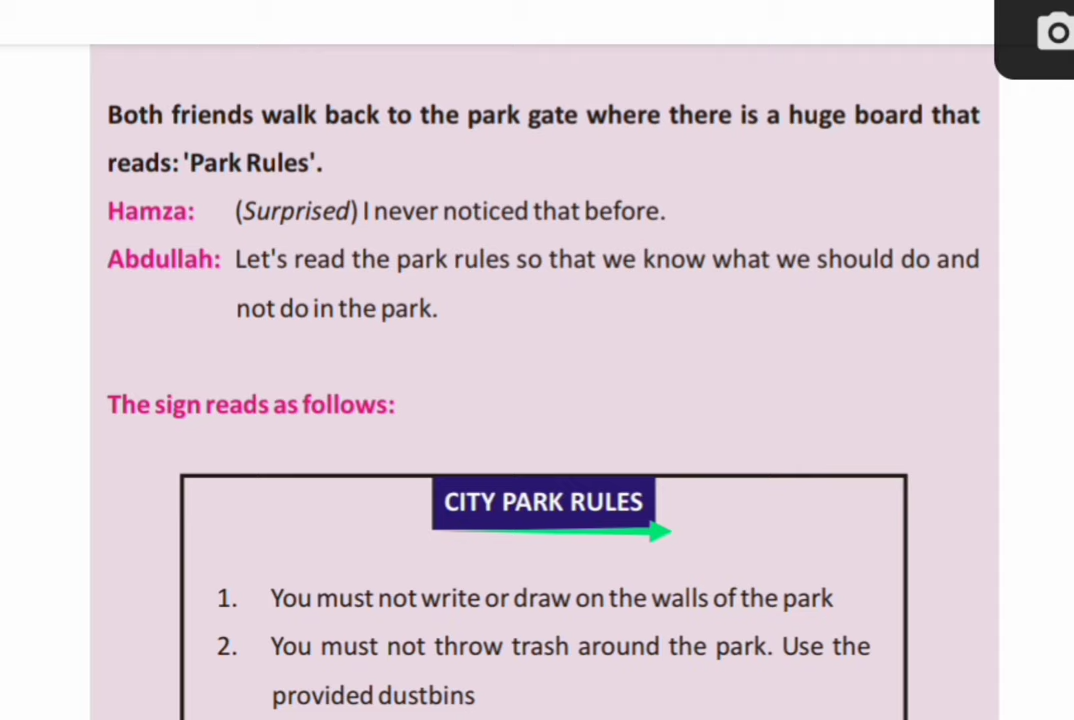 Both friends walk back to the park gate where there is a huge board that
reads: 'Park Rules'.
Hamza: (Surprised) I never noticed that before.
Abdullah: Let's read the park rules so that we know what we should do and
not do in the park.
The sign reads as follows:
CITY PARK RULES
1. You must not write or draw on the walls of the park
2. You must not throw trash around the park. Use the
provided dustbins